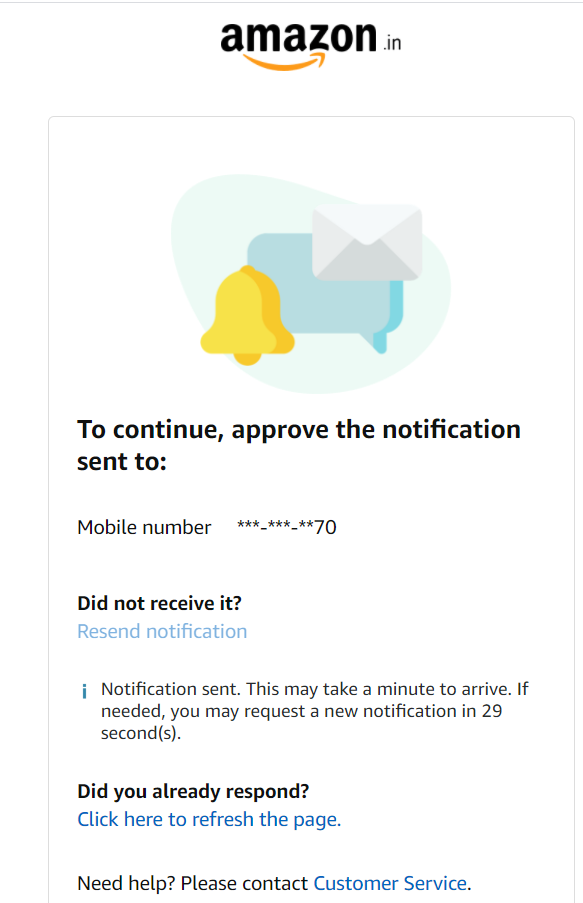 amazon.in
To continue, approve the notification
sent to:
Mobile number ***-***-**70
Did not receive it?
Resend notification
i Notification sent. This may take a minute to arrive. If
needed, you may request a new notification in 29
second(s).
Did you already respond?
Click here to refresh the page.
Need help? Please contact Customer Service.